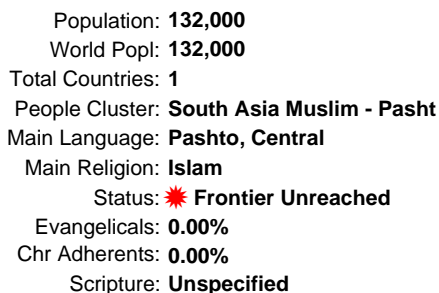 Population: 132,000
World Popl: 132,000
Total Countries: 1
People Cluster: South Asia Muslim - Pasht
Main Language: Pashto, Central
Main Religion: Islam
Status: Frontier Unreached
Evangelicals: 0.00%
Chr Adherents: 0.00%
Scripture: Unspecified